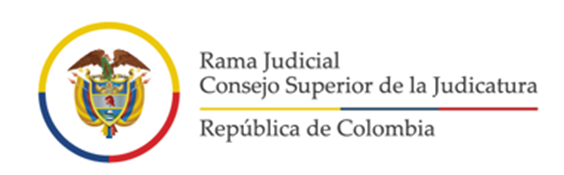 Rama Judicial
Consejo Superior de la Judicatura
República de Colombia